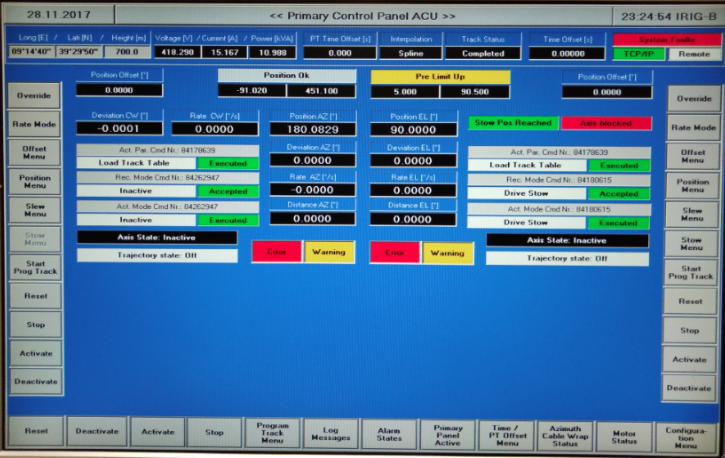 28.11.2017
<< Primary Control Panel ACU >>
23:24:54 IRIG-B
Long [E] / Lati [N] / Height [m]
Voltage [V] / Current [A] / Power [kVA]
PT Time Offset [s]
Interpolation
Track Status
Time Offset [s]
System Faults
09°14'40" 39°29'50" 700.0
418.290 15.167 10.988
0.000
Spline
Completed
0.00000
TCP/IP
Remote
Position Offset [°]
Position Ok
Pre Limit Up
Position Offset [°]
0.0000
-91.020 451.100
5.000 90.500
0.0000
Override
Override
Deviation CW [°]
Rate CW [°/s]
Position AZ [°]
Position EL [°]
Rate Mode
-0.0001
0.0000
180.0829
90.0000
Stow Pos Reached
Axis blocked
Rate Mode
Offset
Menu
Act. Par. Cmd Nr.: 84178639
Deviation AZ [°]
Deviation EL [°]
Act. Par. Cmd Nr.: 84178639
Offset
Menu
Load Track Table
Executed
0.0000
0.0000
Load Track Table
Executed
Position
Menu
Rec. Mode Cmd Nr.: 84262947
Rate AZ [°/s]
Rate EL [°/s]
Rec. Mode Cmd Nr.: 84180615
Position
Menu
Inactive
Accepted
-0.0000
0.0000
Drive Stow
Accepted
Slew
Menu
Act. Mode Cmd Nr.: 84262947
Distance AZ [°]
Distance EL [°]
Act. Mode Cmd Nr.: 84180615
Slew
Menu
Inactive
Executed
0.0000
0.0000
Drive Stow
Executed
Stow
Menu
Axis State: Inactive
Error
Warning
Error
Warning
Axis State: Inactive
Stow
Menu
Trajectory state: Off
Trajectory state: Off
Start
Prog Track
Start
Prog Track
Reset
Reset
Stop
Stop
Activate
Activate
Deactivate
Deactivate
Reset
Deactivate
Activate
Stop
Program
Track
Menu
Log
Messages
Alarm
States
Primary
Panel
Active
Time /
PT Offset
Menu
Azimuth
Cable Wrap
Status
Motor
Status
Configura-
tion
Menu